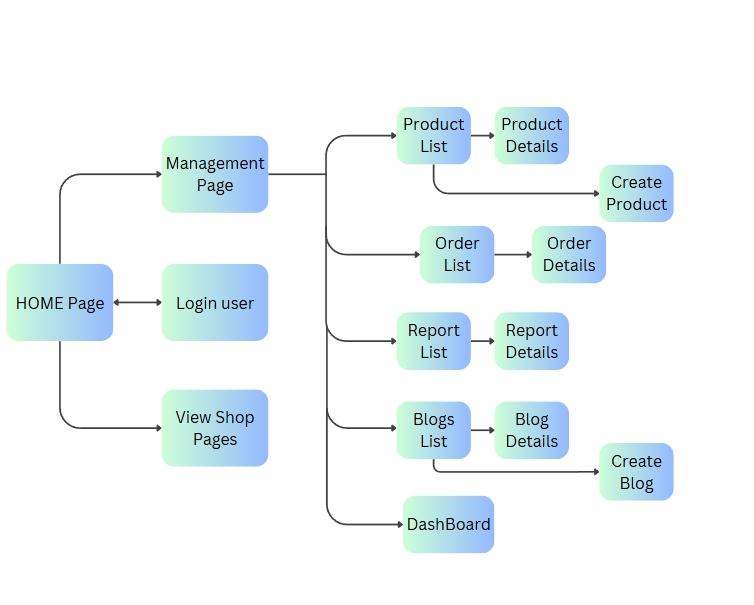 Product
List
Product
Details
Management
Page
Create
Product
Order
List
Order
Details
HOME Page
Login user
Report
List
Report
Details
View Shop
Pages
Blogs
List
Blog
Details
Create
Blog
DashBoard